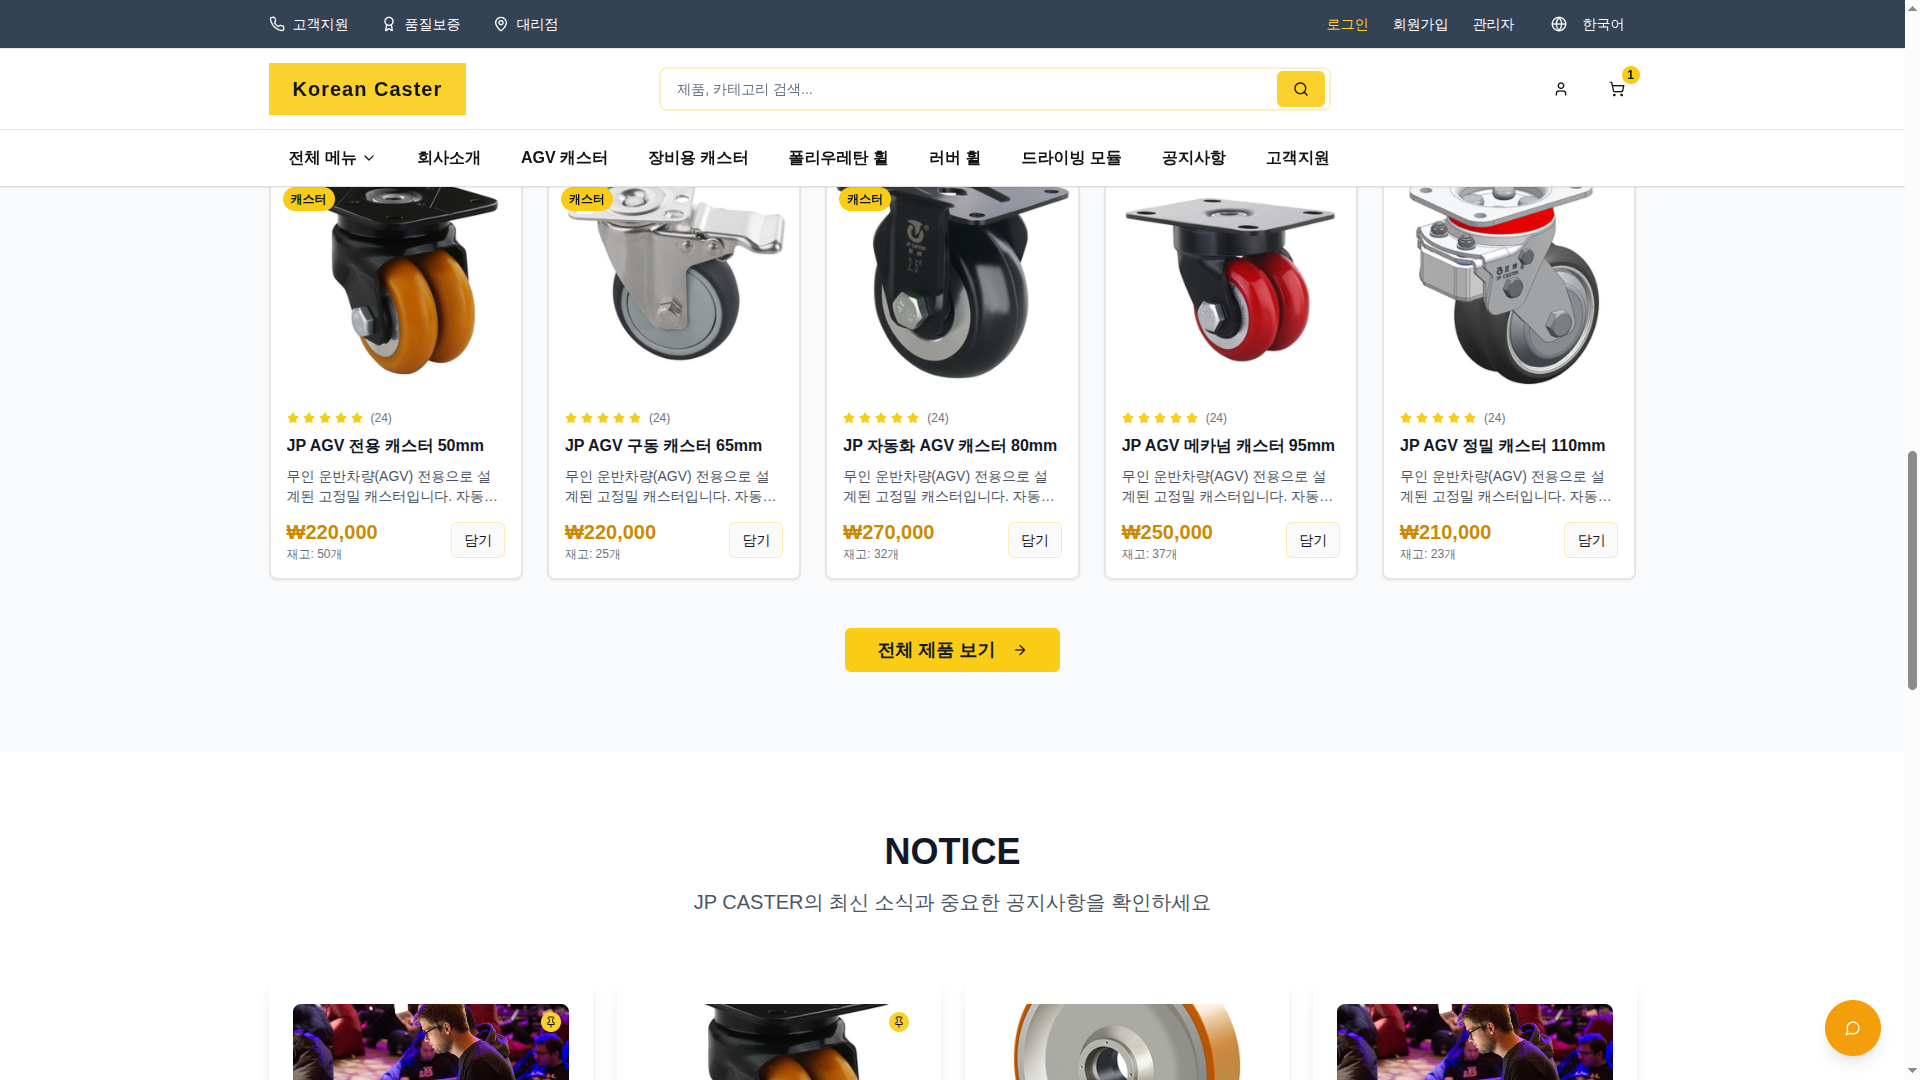 고객지원 품질보증 대리점 로그인 회원가입 관리자 한국어
Korean Caster 제품, 카테고리 검색... 1
전체 메뉴 회사소개 AGV 캐스터 장비용 캐스터 폴리우레탄 휠 러버 휠 드라이빙 모듈 공지사항 고객지원
캐스터 캐스터 캐스터
2.5"
JP CASTER
(24) (24) (24) (24) (24)
JP AGV 전용 캐스터 50mm
무인 운반차량(AGV) 전용으로 설
계된 고정밀 캐스터입니다. 자동...
₩220,000
재고: 50개
담기
JP AGV 구동 캐스터 65mm
무인 운반차량(AGV) 전용으로 설
계된 고정밀 캐스터입니다. 자동...
₩220,000
재고: 25개
담기
JP 자동화 AGV 캐스터 80mm
무인 운반차량(AGV) 전용으로 설
계된 고정밀 캐스터입니다. 자동...
₩270,000
재고: 32개
담기
JP AGV 메카넘 캐스터 95mm
무인 운반차량(AGV) 전용으로 설
계된 고정밀 캐스터입니다. 자동...
₩250,000
재고: 37개
담기
JP AGV 정밀 캐스터 110mm
무인 운반차량(AGV) 전용으로 설
계된 고정밀 캐스터입니다. 자동...
₩210,000
재고: 23개
담기
전체 제품 보기
NOTICE
JP CASTER의 최신 소식과 중요한 공지사항을 확인하세요